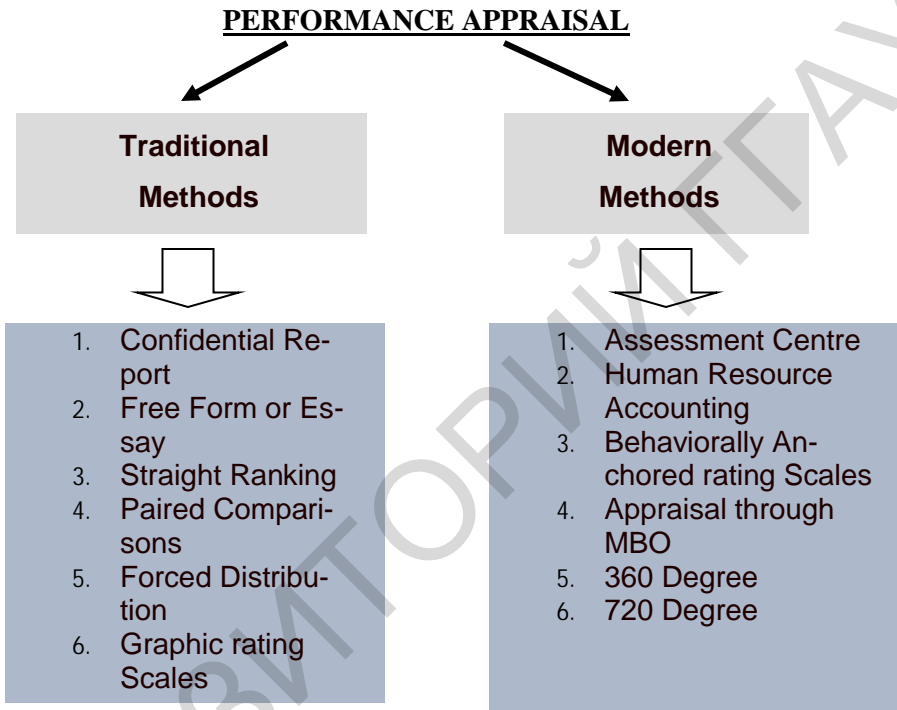 PERFORMANCE APPRAISAL
Traditional
Methods
Modern
Methods
1. Confidential Re-
port
2. Free Form or Es-
say
3. Straight Ranking
4. Paired Compari-
sons
5. Forced Distribu-
tion
6. Graphic rating
Scales
1. Assessment Centre
2. Human Resource
Accounting
3. Behaviorally An-
chored rating Scales
4. Appraisal through
MBO
5. 360 Degree
6. 720 Degree
ЗИТОРИЙ ГГАУ